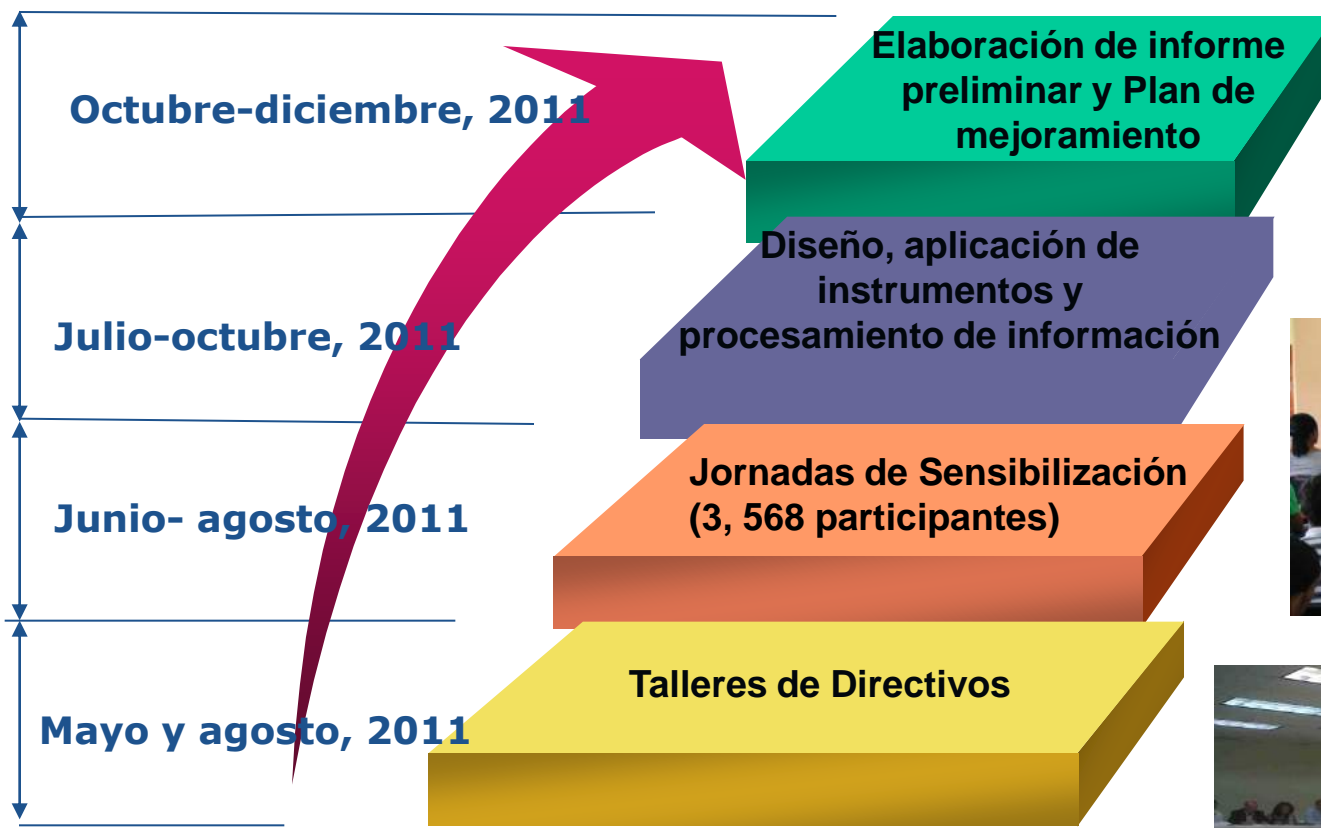 Octubre-diciembre, 2011
Elaboración de informe
preliminar y Plan de
mejoramiento
Julio-octubre, 2011
Diseño, aplicación de
instrumentos y
procesamiento de información
Junio- agosto, 2011
Jornadas de Sensibilización
(3, 568 participantes)
Mayo y agosto, 2011
Talleres de Directivos